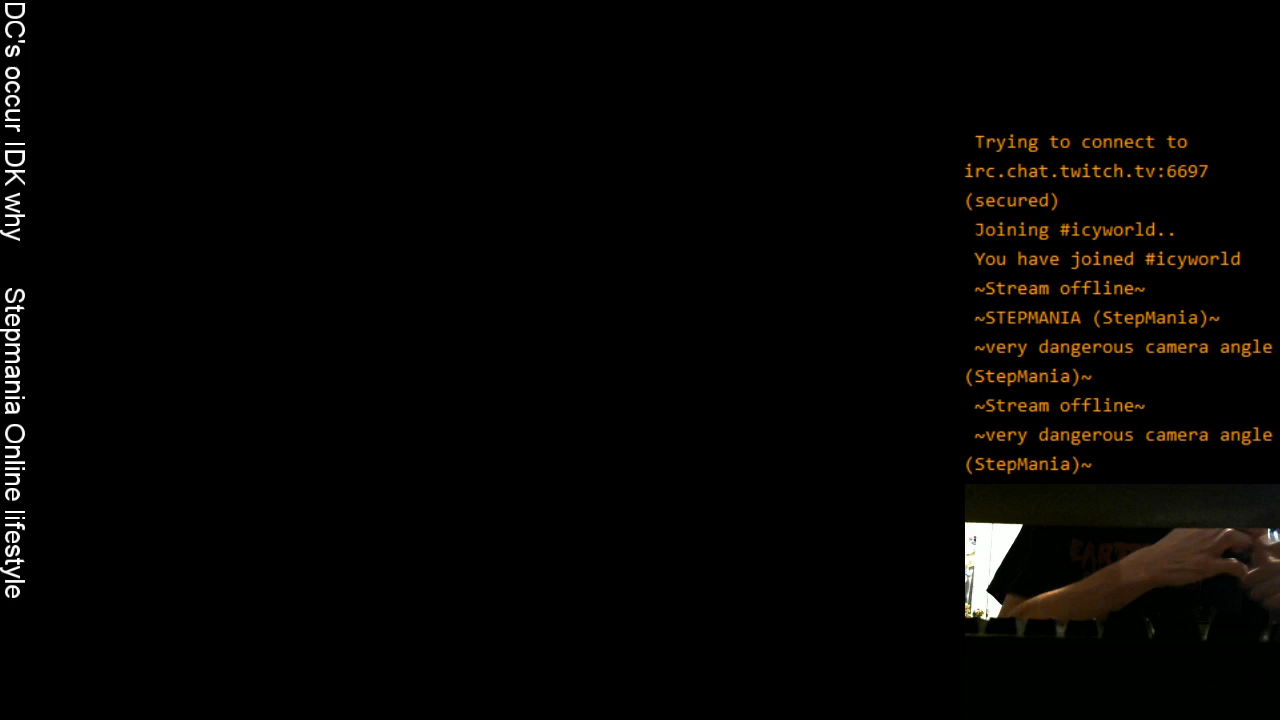 DC's occur IDK why
Stepmania Online lifestyle
Trying to connect to
irc.chat.twitch.tv:6697
(secured)
Joining #icyworld..
You have joined #icyworld
~Stream offline~
~STEPMANIA (StepMania)~
~very dangerous camera angle
(StepMania)~
~Stream offline~
~very dangerous camera angle
(StepMania)~